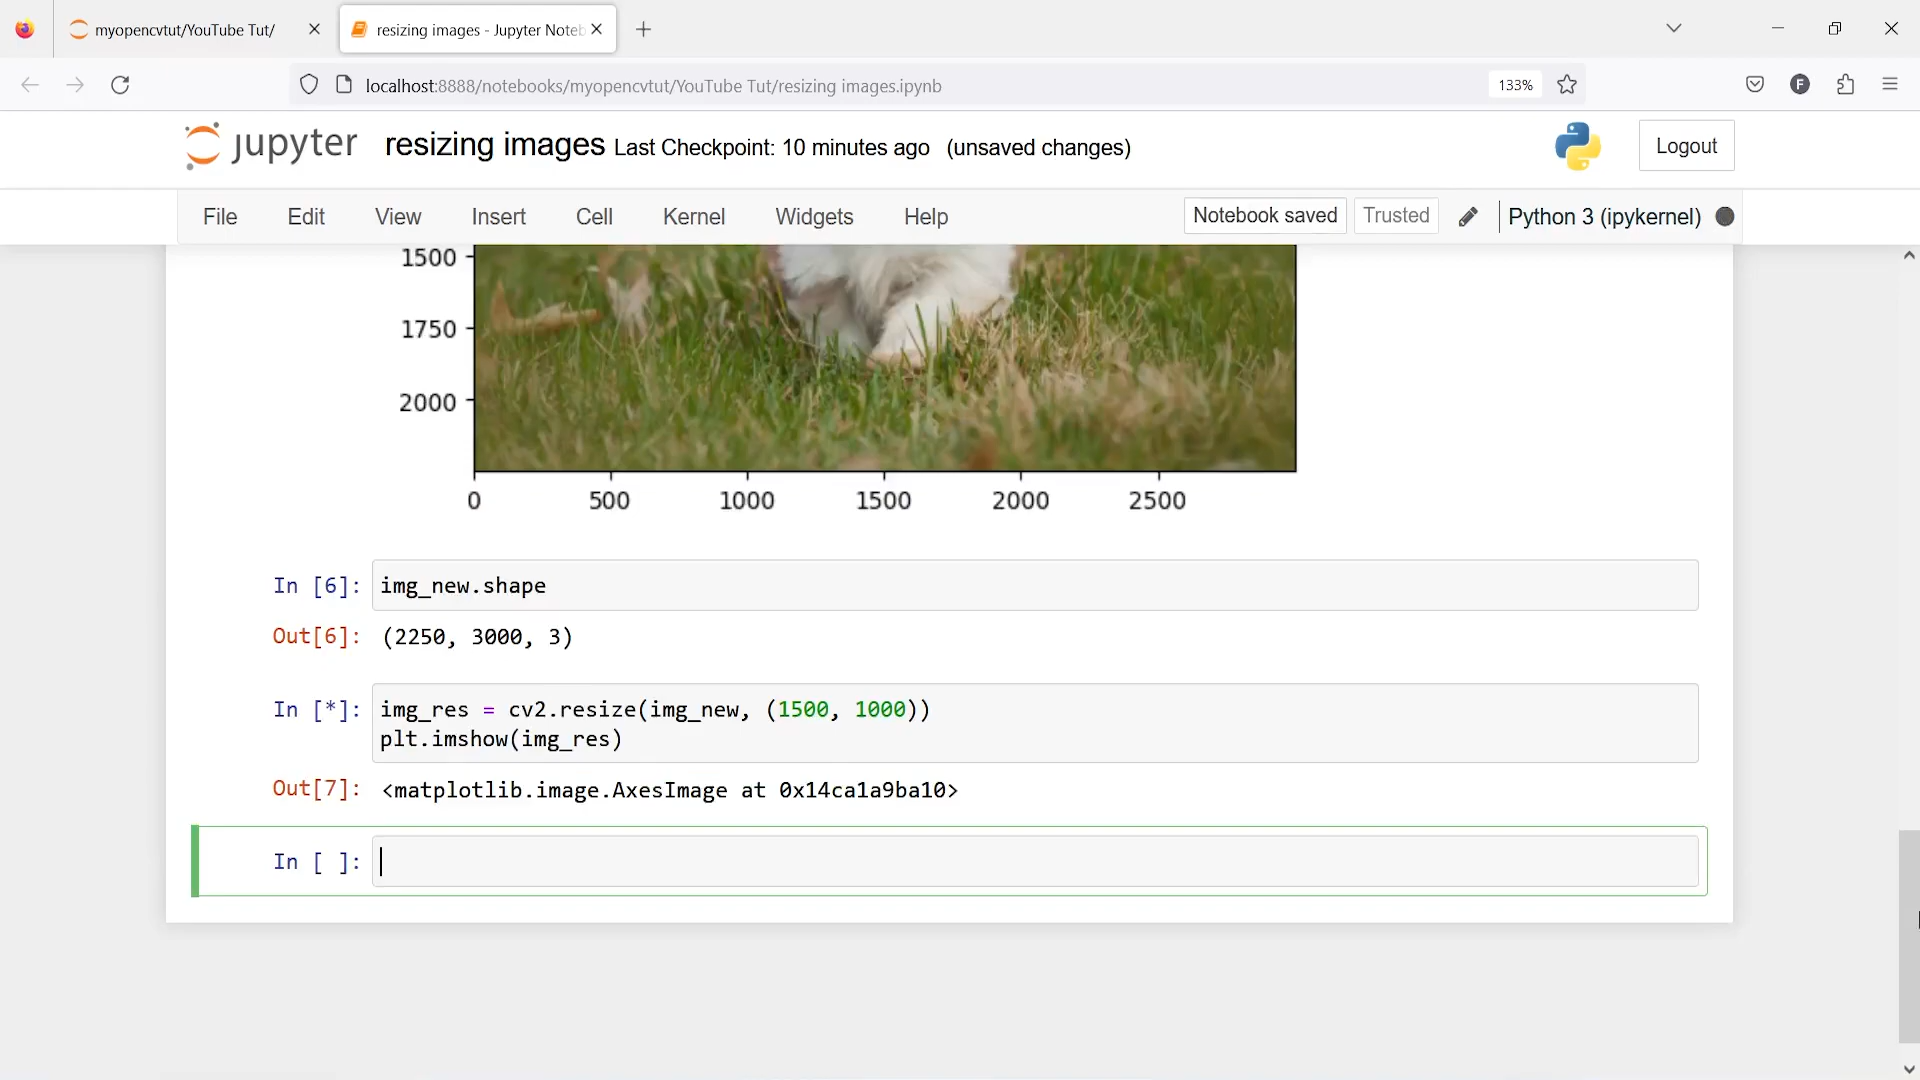 myopencvtut/YouTube Tut/
resizing images - Jupyter Noteb
localhost:8888/notebooks/myopencvtut/YouTube Tut/resizing images.ipynb
133%
F
jupyter resizing images Last Checkpoint: 10 minutes ago (unsaved changes)
Logout
File Edit View Insert Cell Kernel Widgets Help
Notebook saved Trusted Python 3 (ipykernel)
1500
1750
2000
0 500 1000 1500 2000 2500
In [6]: img_new.shape
Out[6]: (2250, 3000, 3)
In [*]: img_res = cv2.resize(img_new, (1500, 1000))
plt.imshow(img_res)
Out[7]: <matplotlib.image.AxesImage at 0x14ca1a9ba10>
In [ ]: